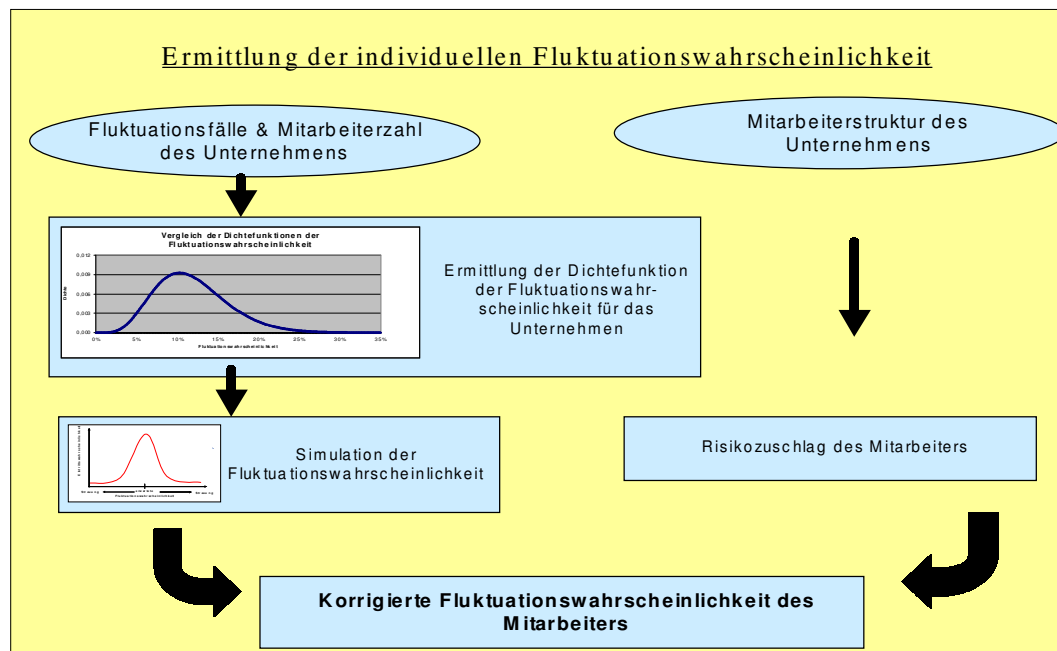 Ermittlung der individuellen Fluktuationswahrscheinlichkeit
Fluktuationsfälle & Mitarbeiterzahl
des Unternehmens
Mitarbeiterstruktur des
Unternehmens
Vergleich der Dichtefunktionen der
Fluktuationswahrscheinlichkeit
0,012
0,009
0,006
0,003
0,000
Dichte
0% 5% 10% 15% 20% 25% 30% 35%
Fluktuationswahrscheinlichkeit
Ermittlung der Dichtefunktion
der Fluktuationswahr-
scheinlichkeit für das
Unternehmen
Simulation der
Fluktuationswahrscheinlichkeit
Risikozuschlag des Mitarbeiters
Korrigierte Fluktuationswahrscheinlichkeit des
Mitarbeiters